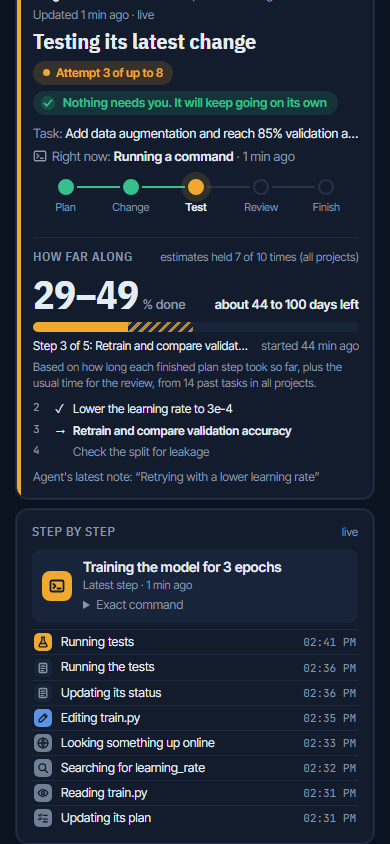 Updated 1 min ago · live
Testing its latest change
Attempt 3 of up to 8
Nothing needs you. It will keep going on its own
Task: Add data augmentation and reach 85% validation a...
Right now: Running a command · 1 min ago
Plan Change Test Review Finish
HOW FAR ALONG estimates held 7 of 10 times (all projects)
29–49 % done about 44 to 100 days left
Step 3 of 5: Retrain and compare validat... started 44 min ago
Based on how long each finished plan step took so far, plus the
usual time for the review, from 14 past tasks in all projects.
2 ✓ Lower the learning rate to 3e-4
3 → Retrain and compare validation accuracy
4 Check the split for leakage
Agent's latest note: “Retrying with a lower learning rate”
STEP BY STEP live
Training the model for 3 epochs
Latest step · 1 min ago
▶ Exact command
Running tests 02:41 PM
Running the tests 02:36 PM
Updating its status 02:36 PM
Editing train.py 02:35 PM
Looking something up online 02:33 PM
Searching for learning_rate 02:32 PM
Reading train.py 02:31 PM
Updating its plan 02:31 PM